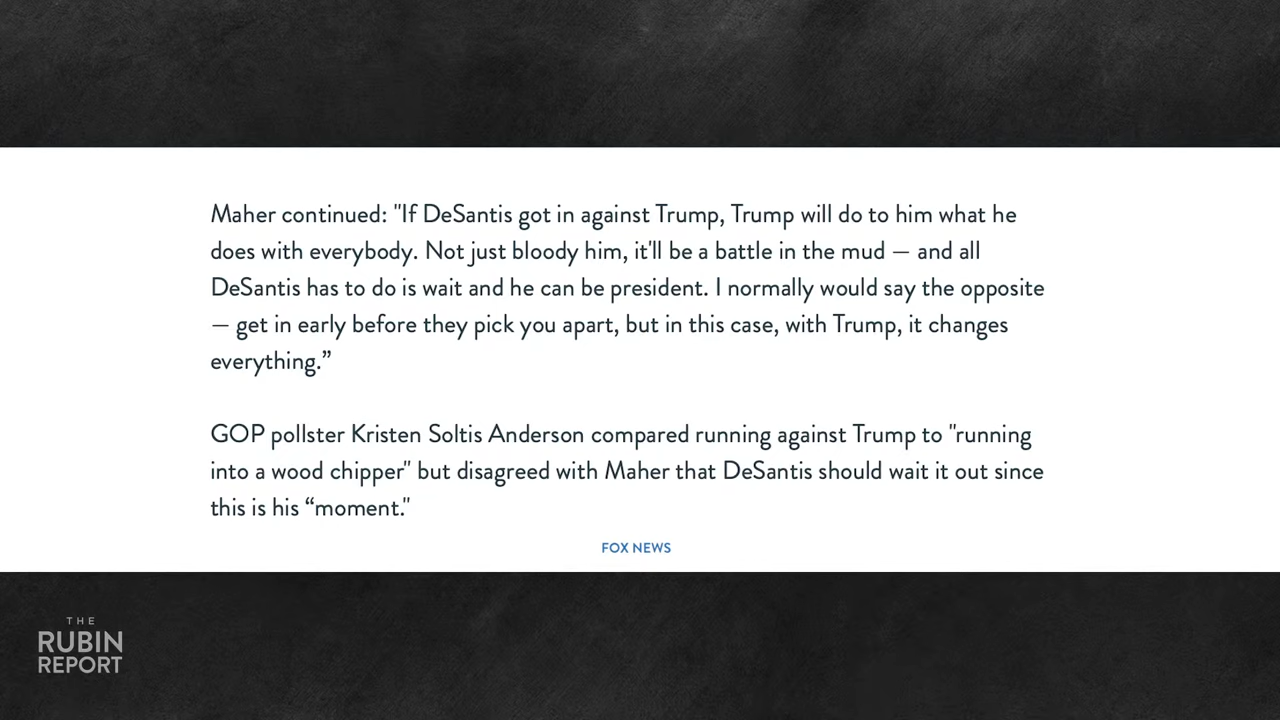 Maher continued: "If DeSantis got in against Trump, Trump will do to him what he
does with everybody. Not just bloody him, it'll be a battle in the mud — and all
DeSantis has to do is wait and he can be president. I normally would say the opposite
— get in early before they pick you apart, but in this case, with Trump, it changes
everything.”
GOP pollster Kristen Soltis Anderson compared running against Trump to "running
into a wood chipper" but disagreed with Maher that DeSantis should wait it out since
this is his “moment."
FOX NEWS
THE
RUBIN
REPORT